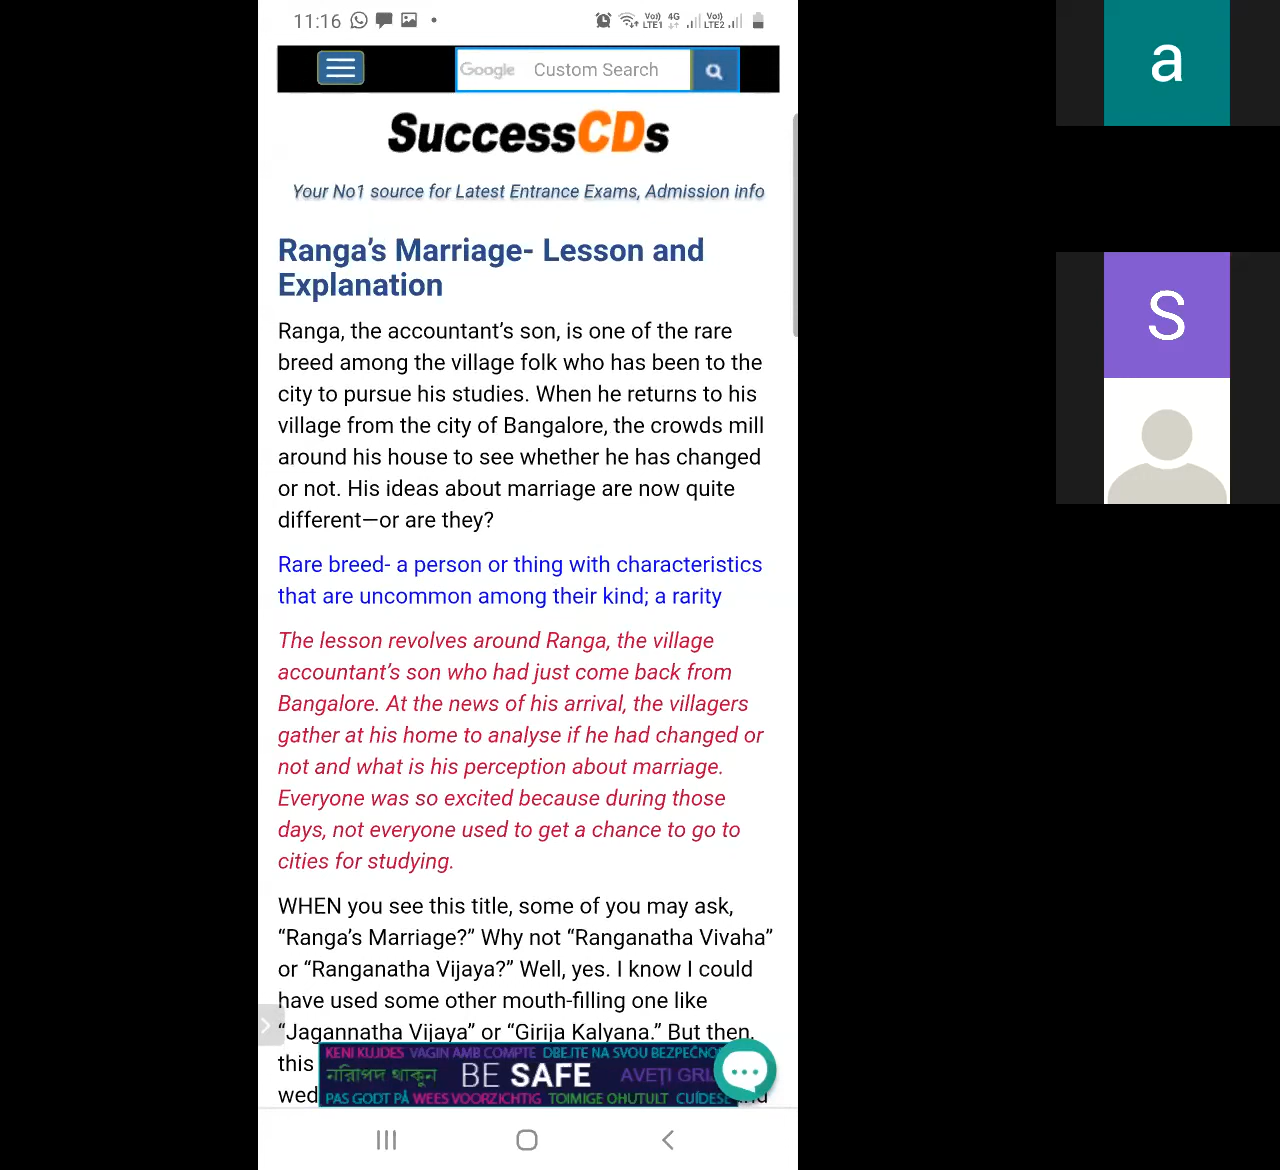 11:16
Vo)) LTE1 4G Vo)) LTE2
a
Google Custom Search
SuccessCDs
Your No1 source for Latest Entrance Exams, Admission info
Ranga’s Marriage- Lesson and
Explanation
S
Ranga, the accountant’s son, is one of the rare
breed among the village folk who has been to the
city to pursue his studies. When he returns to his
village from the city of Bangalore, the crowds mill
around his house to see whether he has changed
or not. His ideas about marriage are now quite
different—or are they?
Rare breed- a person or thing with characteristics
that are uncommon among their kind; a rarity
The lesson revolves around Ranga, the village
accountant’s son who had just come back from
Bangalore. At the news of his arrival, the villagers
gather at his home to analyse if he had changed or
not and what is his perception about marriage.
Everyone was so excited because during those
days, not everyone used to get a chance to go to
cities for studying.
WHEN you see this title, some of you may ask,
“Ranga’s Marriage?” Why not “Ranganatha Vivaha”
or “Ranganatha Vijaya?” Well, yes. I know I could
have used some other mouth-filling one like
“Jagannatha Vijaya” or “Girija Kalyana.” But then,
this
KENI KUJDES VAGIN AMB COMPTE DBEJTE NA SVOU BEZPEČNO
নিরাপদ থাকুন BE SAFE AVEȚI GRIJ
wed
PAS GODT PÅ WEES VOORZICHTIG TOIMIGE OHUTULT CUÍDESE